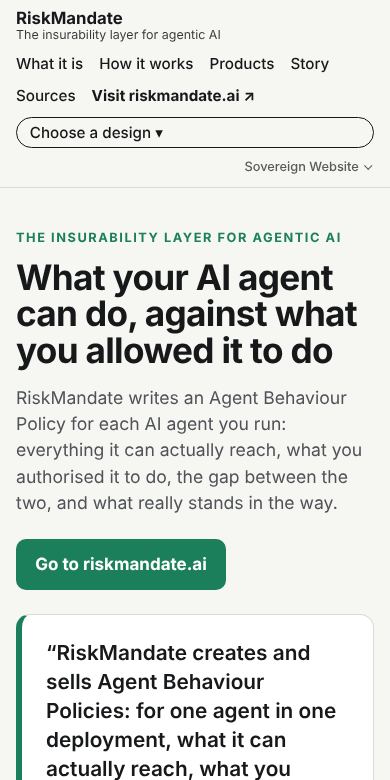 RiskMandate
The insurability layer for agentic AI
What it is How it works Products Story
Sources Visit riskmandate.ai ↗
Choose a design ▾
Sovereign Website
THE INSURABILITY LAYER FOR AGENTIC AI
What your AI agent
can do, against what
you allowed it to do
RiskMandate writes an Agent Behaviour
Policy for each AI agent you run:
everything it can actually reach, what you
authorised it to do, the gap between the
two, and what really stands in the way.
Go to riskmandate.ai
“RiskMandate creates and
sells Agent Behaviour
Policies: for one agent in one
deployment, what it can
actually reach, what you